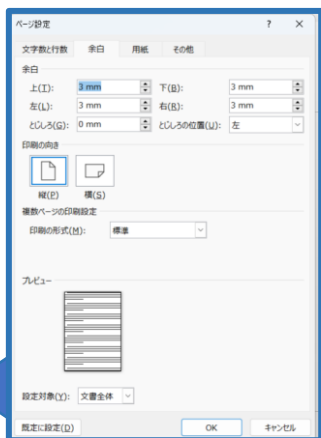 ページ設定 ? ×
文字数と行数 余白 用紙 その他
余白
上(T): 3 mm 下(B): 3 mm
左(L): 3 mm 右(R): 3 mm
とじしろ(G): 0 mm とじしろの位置(U): 左
印刷の向き
縦(P) 横(S)
複数ページの印刷設定
印刷の形式(M): 標準
プレビュー
設定対象(Y): 文書全体
既定に設定(D) OK キャンセル